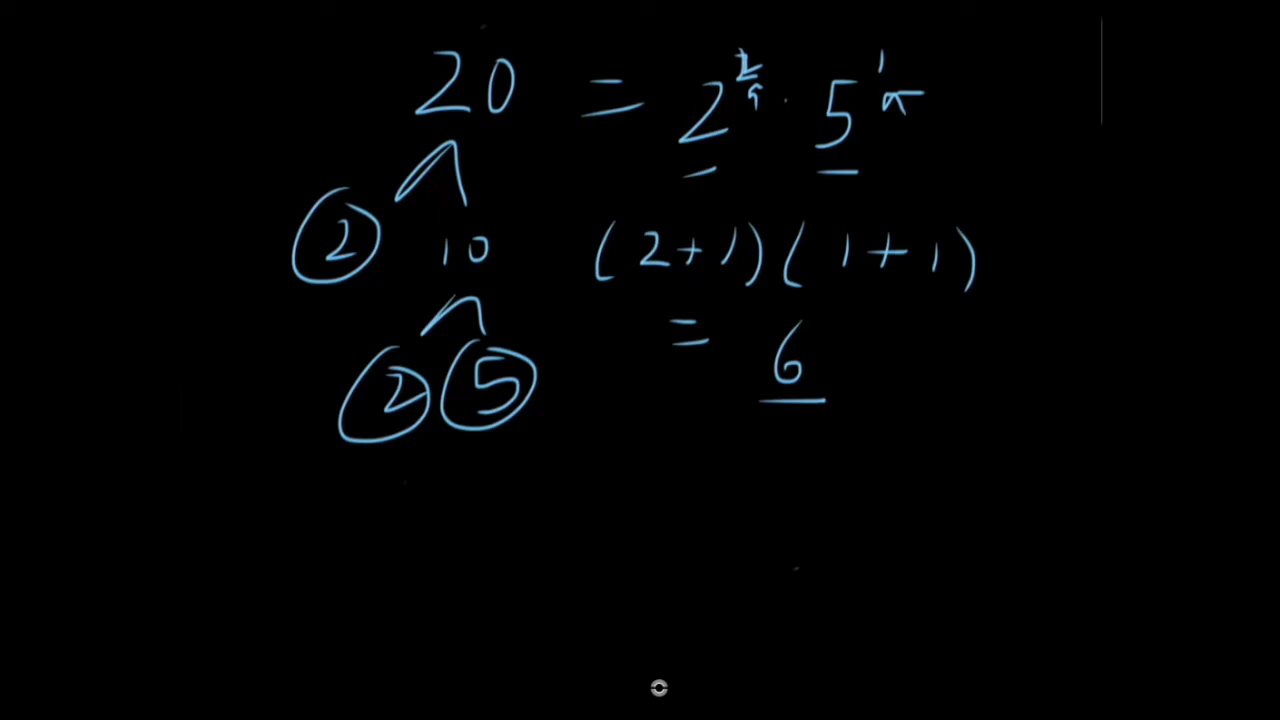 20 = 2² · 5¹
2 10 (2+1)(1+1)
2 5 = 6